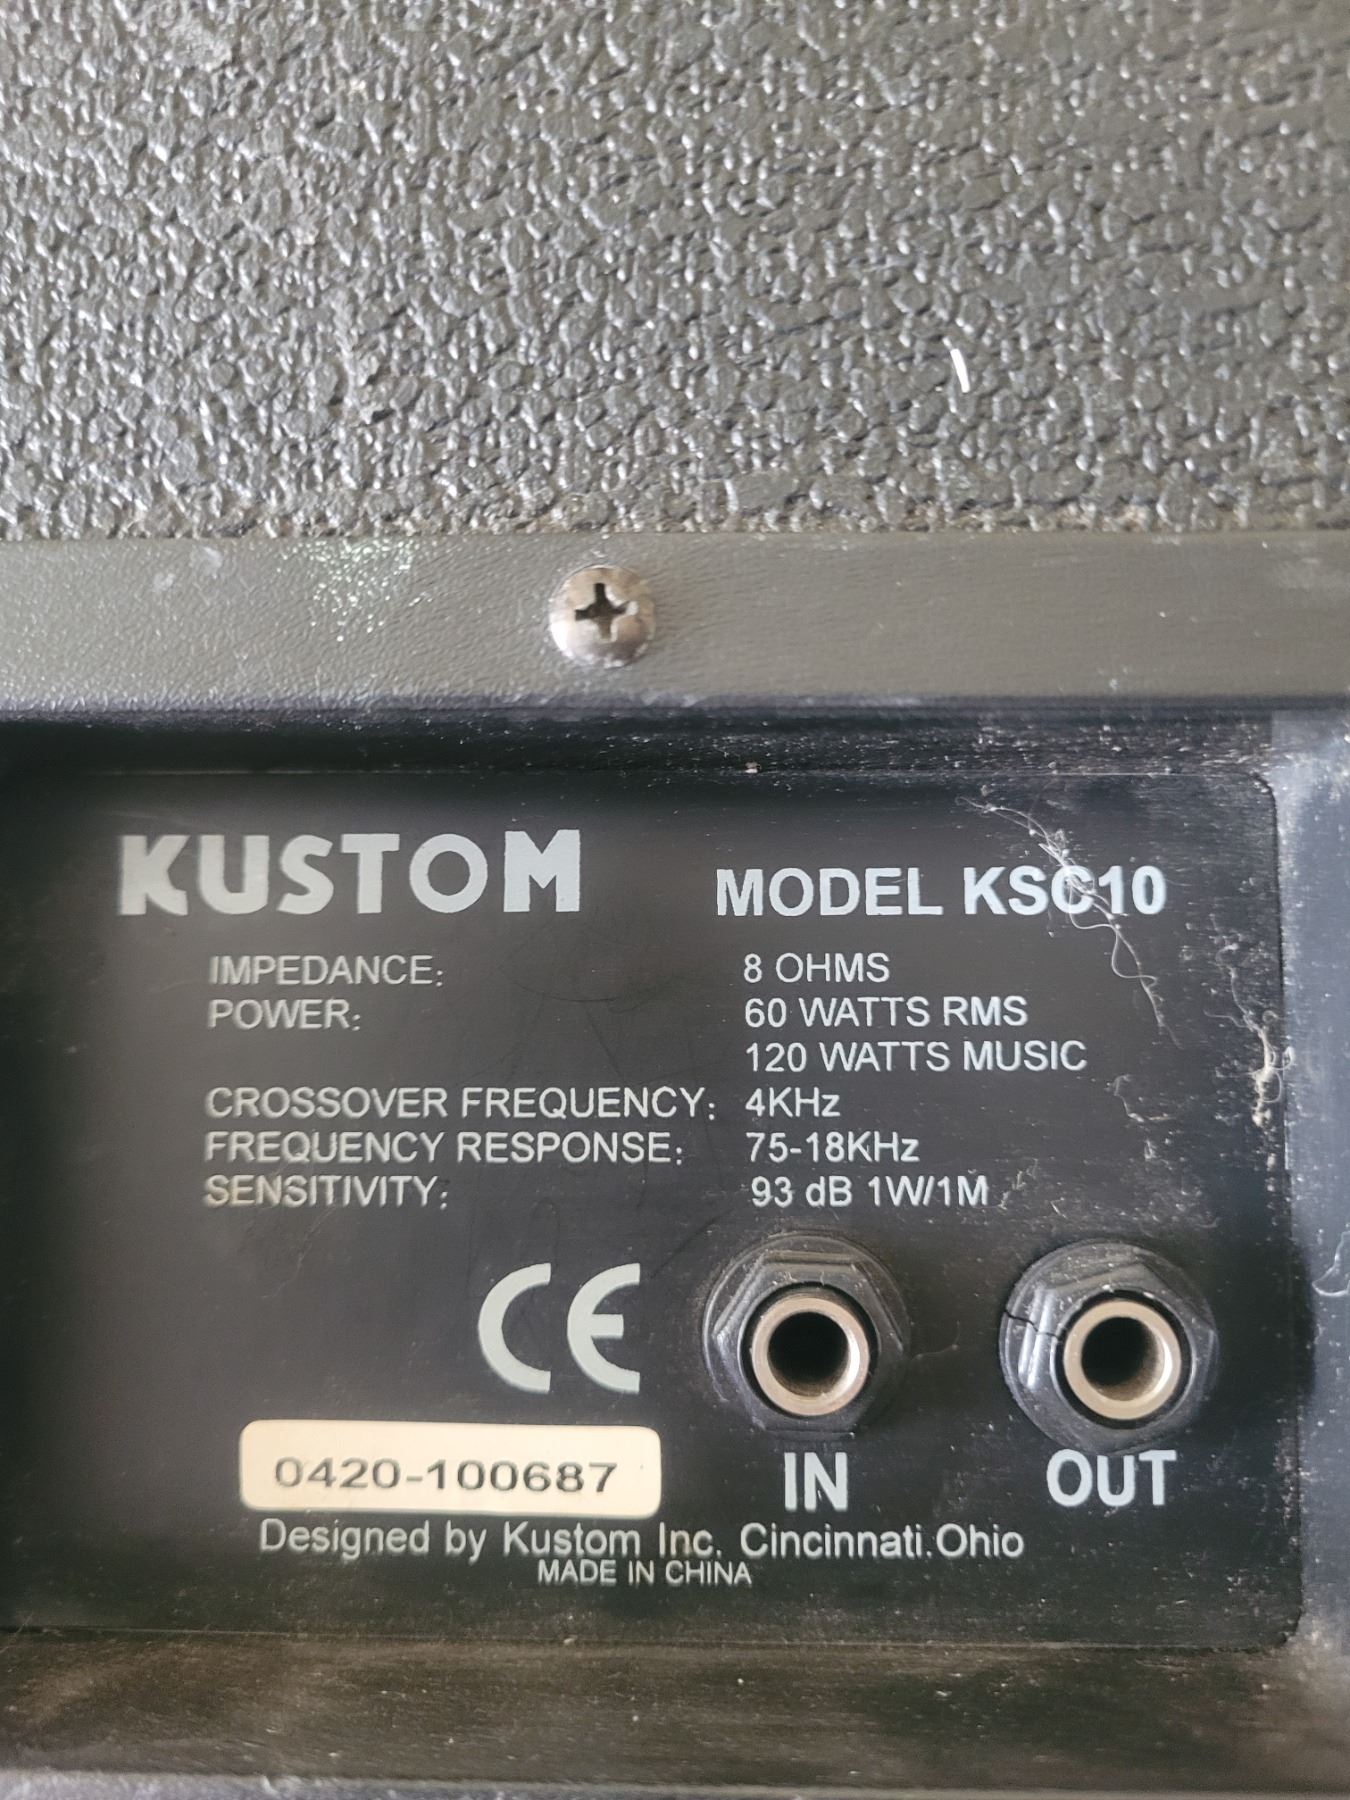 KUSTOM MODEL KSC10
IMPEDANCE: 8 OHMS
POWER: 60 WATTS RMS
120 WATTS MUSIC
CROSSOVER FREQUENCY: 4KHz
FREQUENCY RESPONSE: 75-18KHz
SENSITIVITY: 93 dB 1W/1M
CE
IN OUT
0420-100687
Designed by Kustom Inc. Cincinnati.Ohio
MADE IN CHINA